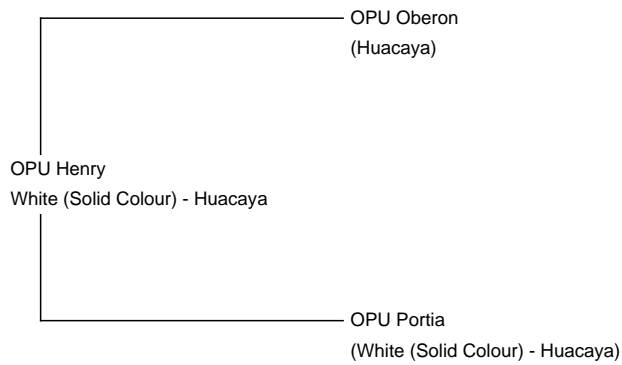 OPU Oberon
(Huacaya)
OPU Henry
White (Solid Colour) - Huacaya
OPU Portia
(White (Solid Colour) - Huacaya)